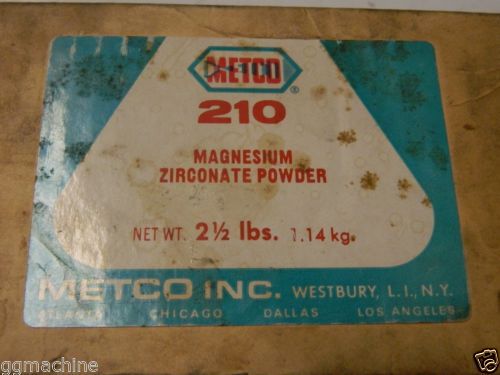 METCO
®
210
MAGNESIUM
ZIRCONATE POWDER
NET WT. 2½ lbs. 1.14 kg.
METCO INC. WESTBURY, L.I., N.Y.
ATLANTA CHICAGO DALLAS LOS ANGELES
ggmachine